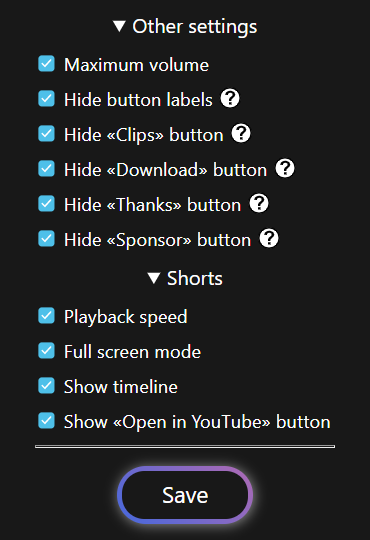 ▼ Other settings
Maximum volume
Hide button labels ?
Hide «Clips» button ?
Hide «Download» button ?
Hide «Thanks» button ?
Hide «Sponsor» button ?
▼ Shorts
Playback speed
Full screen mode
Show timeline
Show «Open in YouTube» button
Save